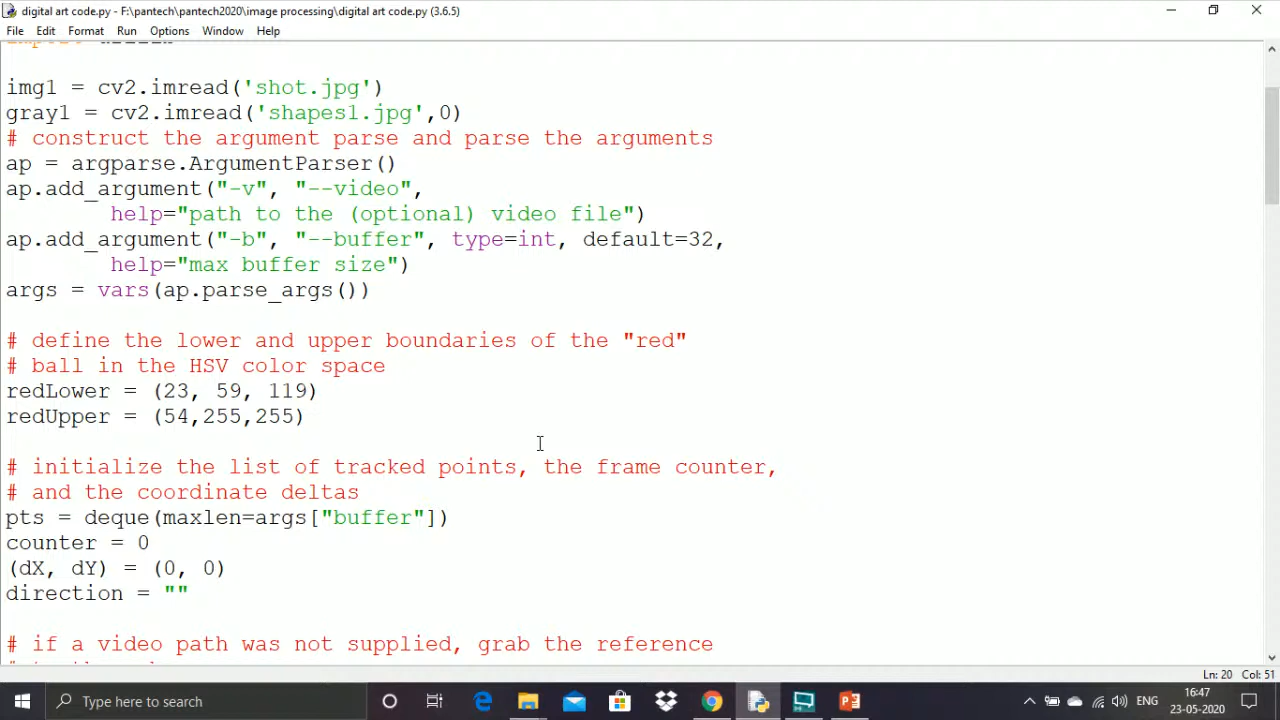 digital art code.py - F:\pantech\pantech2020\image processing\digital art code.py (3.6.5)
File Edit Format Run Options Window Help
img1 = cv2.imread('shot.jpg')
gray1 = cv2.imread('shapes1.jpg',0)
# construct the argument parse and parse the arguments
ap = argparse.ArgumentParser()
ap.add_argument("-v", "--video",
help="path to the (optional) video file")
ap.add_argument("-b", "--buffer", type=int, default=32,
help="max buffer size")
args = vars(ap.parse_args())
# define the lower and upper boundaries of the "red"
# ball in the HSV color space
redLower = (23, 59, 119)
redUpper = (54,255,255)
# initialize the list of tracked points, the frame counter,
# and the coordinate deltas
pts = deque(maxlen=args["buffer"])
counter = 0
(dX, dY) = (0, 0)
direction = ""
# if a video path was not supplied, grab the reference
Ln: 20 Col: 51
Type here to search
ENG
16:47
23-05-2020